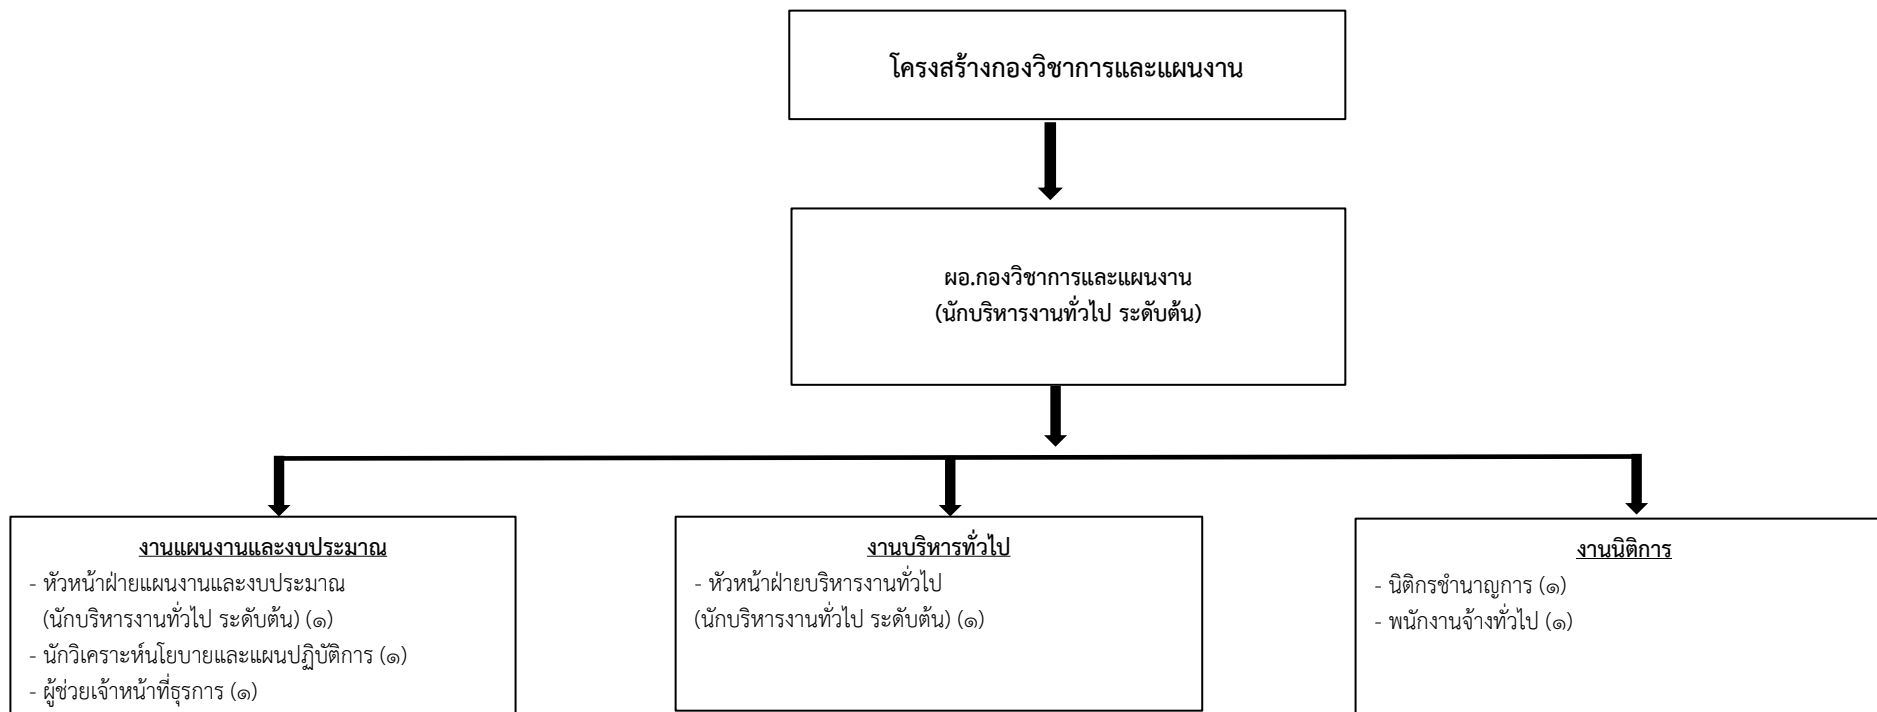 โครงสร้างกองวิชาการและแผนงาน
ผอ.กองวิชาการและแผนงาน
(นักบริหารงานทั่วไป ระดับต้น)
งานแผนงานและงบประมาณ
- หัวหน้าฝ่ายแผนงานและงบประมาณ
(นักบริหารงานทั่วไป ระดับต้น) (๑)
- นักวิเคราะห์นโยบายและแผนปฏิบัติการ (๑)
- ผู้ช่วยเจ้าหน้าที่ธุรการ (๑)
งานบริหารทั่วไป
- หัวหน้าฝ่ายบริหารงานทั่วไป
(นักบริหารงานทั่วไป ระดับต้น) (๑)
งานนิติการ
- นิติกรชำนาญการ (๑)
- พนักงานจ้างทั่วไป (๑)